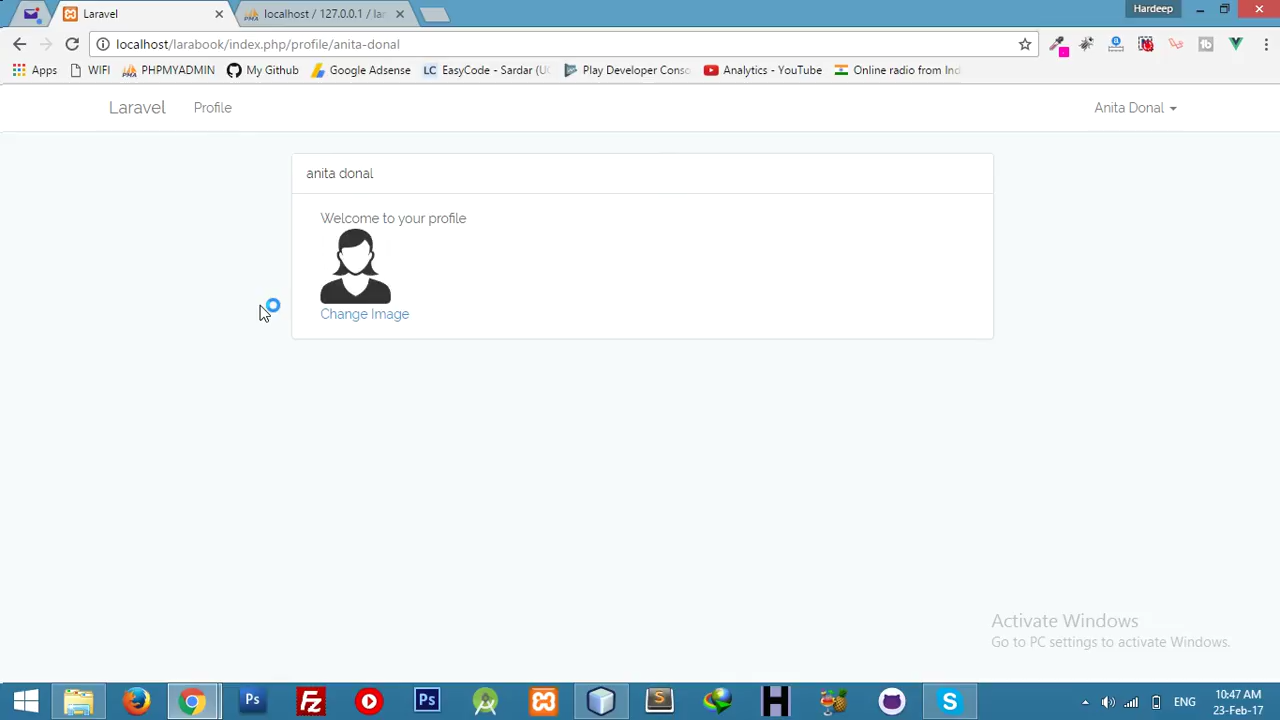 Hardeep
Laravel
localhost / 127.0.0.1 / lar
localhost/larabook/index.php/profile/anita-donal
Apps
WIFI
PHPMYADMIN
My Github
Google Adsense
EasyCode - Sardar (UC
Play Developer Conso
Analytics - YouTube
Online radio from Ind
Laravel
Profile
Anita Donal
anita donal
Welcome to your profile
Change Image
Activate Windows
Go to PC settings to activate Windows.
ENG
10:47 AM
23-Feb-17